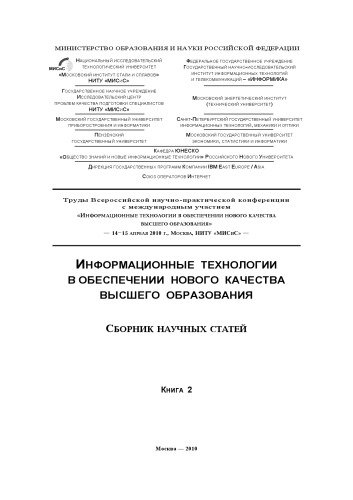 МИНИСТЕРСТВО ОБРАЗОВАНИЯ И НАУКИ РОССИЙСКОЙ ФЕДЕРАЦИИ
МИСиС
НАЦИОНАЛЬНЫЙ ИССЛЕДОВАТЕЛЬСКИЙ
ТЕХНОЛОГИЧЕСКИЙ УНИВЕРСИТЕТ
«МОСКОВСКИЙ ИНСТИТУТ СТАЛИ И СПЛАВОВ»
НИТУ «МИСиС»
ФЕДЕРАЛЬНОЕ ГОСУДАРСТВЕННОЕ УЧРЕЖДЕНИЕ
ГОСУДАРСТВЕННЫЙ НАУЧНО-ИССЛЕДОВАТЕЛЬСКИЙ
ИНСТИТУТ ИНФОРМАЦИОННЫХ ТЕХНОЛОГИЙ
И ТЕЛЕКОММУНИКАЦИЙ – «ИНФОРМИКА»
ГОСУДАРСТВЕННОЕ НАУЧНОЕ УЧРЕЖДЕНИЕ
ИССЛЕДОВАТЕЛЬСКИЙ ЦЕНТР
ПРОБЛЕМ КАЧЕСТВА ПОДГОТОВКИ СПЕЦИАЛИСТОВ
НИТУ «МИСиС»
МОСКОВСКИЙ ЭНЕРГЕТИЧЕСКИЙ ИНСТИТУТ
(ТЕХНИЧЕСКИЙ УНИВЕРСИТЕТ)
МОСКОВСКИЙ ГОСУДАРСТВЕННЫЙ УНИВЕРСИТЕТ
ПРИБОРОСТРОЕНИЯ И ИНФОРМАТИКИ
САНКТ-ПЕТЕРБУРГСКИЙ ГОСУДАРСТВЕННЫЙ УНИВЕРСИТЕТ
ИНФОРМАЦИОННЫХ ТЕХНОЛОГИЙ, МЕХАНИКИ И ОПТИКИ
ПЕНЗЕНСКИЙ
ГОСУДАРСТВЕННЫЙ УНИВЕРСИТЕТ
МОСКОВСКИЙ ГОСУДАРСТВЕННЫЙ УНИВЕРСИТЕТ
ЭКОНОМИКИ, СТАТИСТИКИ И ИНФОРМАТИКИ
КАФЕДРА ЮНЕСКО
«ОБЩЕСТВО ЗНАНИЙ И НОВЫЕ ИНФОРМАЦИОННЫЕ ТЕХНОЛОГИИ» РОССИЙСКОГО НОВОГО УНИВЕРСИТЕТА
ДИРЕКЦИЯ ГОСУДАРСТВЕННЫХ ПРОГРАММ КОМПАНИИ IBM EAST EUROPE / ASIA
СОЮЗ ОПЕРАТОРОВ ИНТЕРНЕТ
Труды Всероссийской научно-практической конференции
с международным участием
«ИНФОРМАЦИОННЫЕ ТЕХНОЛОГИИ В ОБЕСПЕЧЕНИИ НОВОГО КАЧЕСТВА
ВЫСШЕГО ОБРАЗОВАНИЯ»
— 14–15 АПРЕЛЯ 2010 г., МОСКВА, НИТУ «МИСиС» —
ИНФОРМАЦИОННЫЕ ТЕХНОЛОГИИ
В ОБЕСПЕЧЕНИИ НОВОГО КАЧЕСТВА
ВЫСШЕГО ОБРАЗОВАНИЯ
СБОРНИК НАУЧНЫХ СТАТЕЙ
КНИГА 2
Москва — 2010